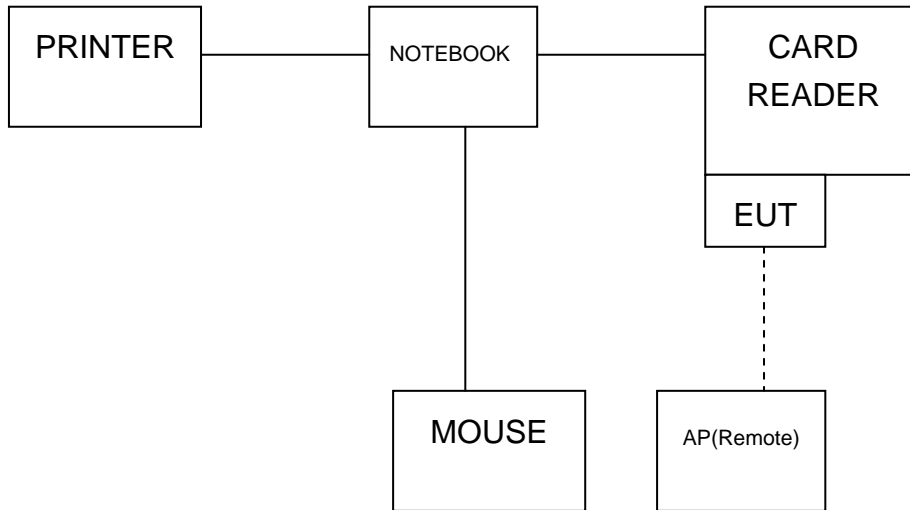 PRINTER
NOTEBOOK
CARD
READER
EUT
MOUSE
AP(Remote)